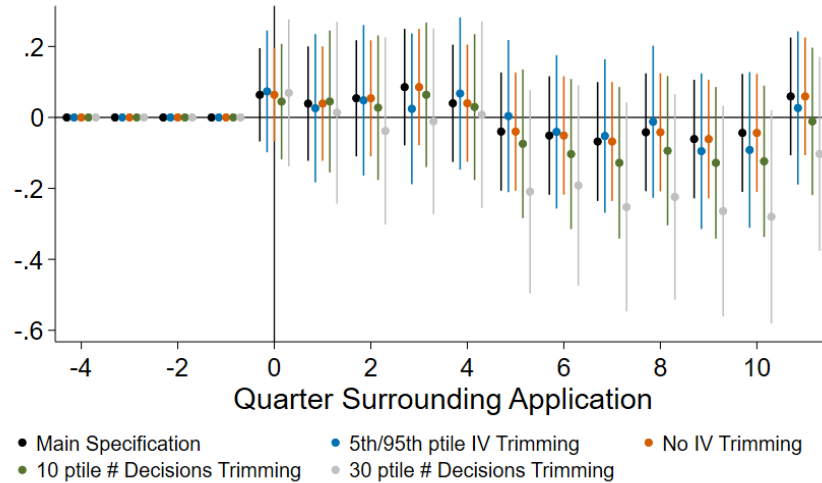 .2
0
-.2
-.4
-.6
-4 -2 0 2 4 6 8 10
Quarter Surrounding Application
Main Specification 5th/95th ptile IV Trimming No IV Trimming
10 ptile # Decisions Trimming 30 ptile # Decisions Trimming